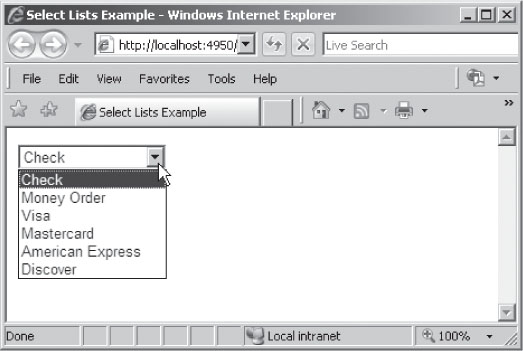 Select Lists Example - Windows Internet Explorer
http://localhost:4950/
Live Search
File Edit View Favorites Tools Help
Select Lists Example
Check
Check
Money Order
Visa
Mastercard
American Express
Discover
Done
Local intranet
100%